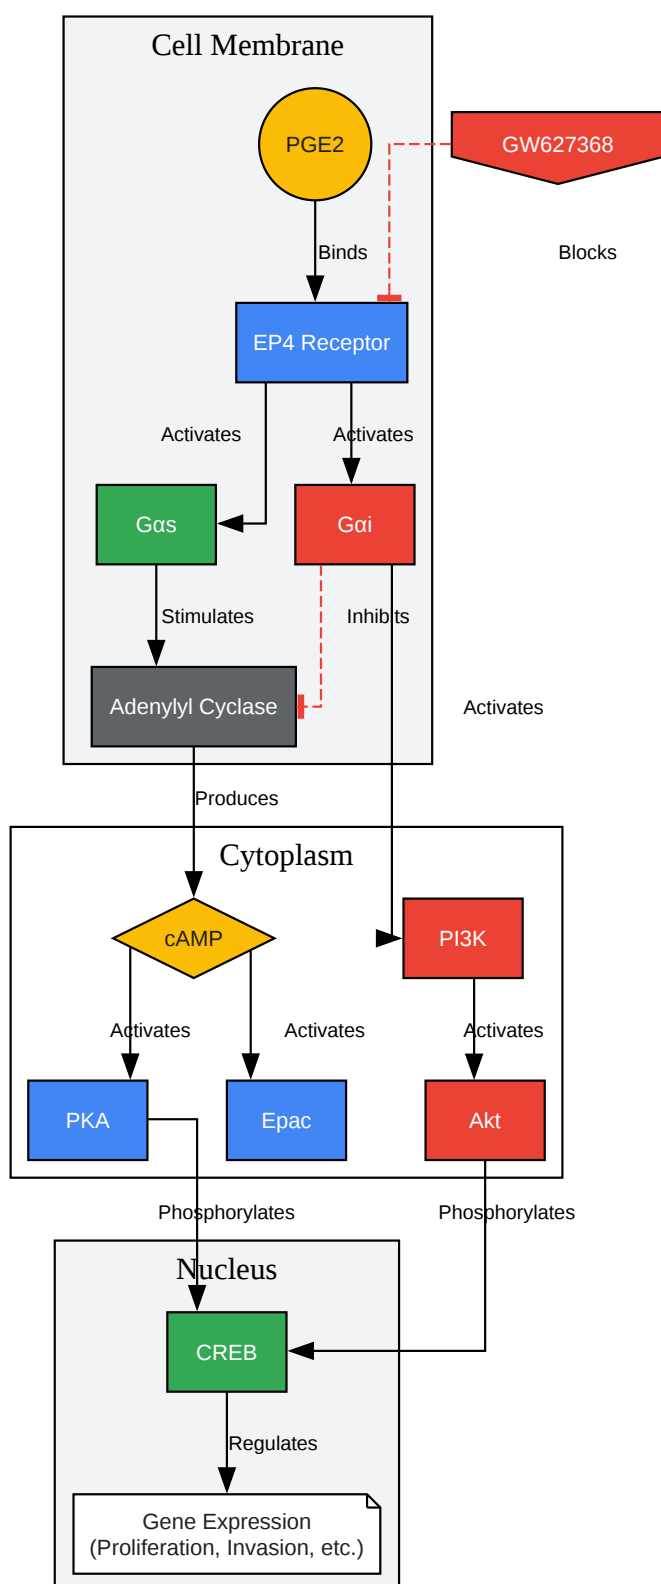 Cell Membrane
PGE2
GW627368
Binds
Blocks
EP4 Receptor
Activates
Activates
Gαs
Gαi
Stimulates
Inhibits
Adenylyl Cyclase
Activates
Produces
Cytoplasm
cAMP
PI3K
Activates
Activates
Activates
PKA
Epac
Akt
Phosphorylates
Phosphorylates
Nucleus
CREB
Regulates
Gene Expression
(Proliferation, Invasion, etc.)